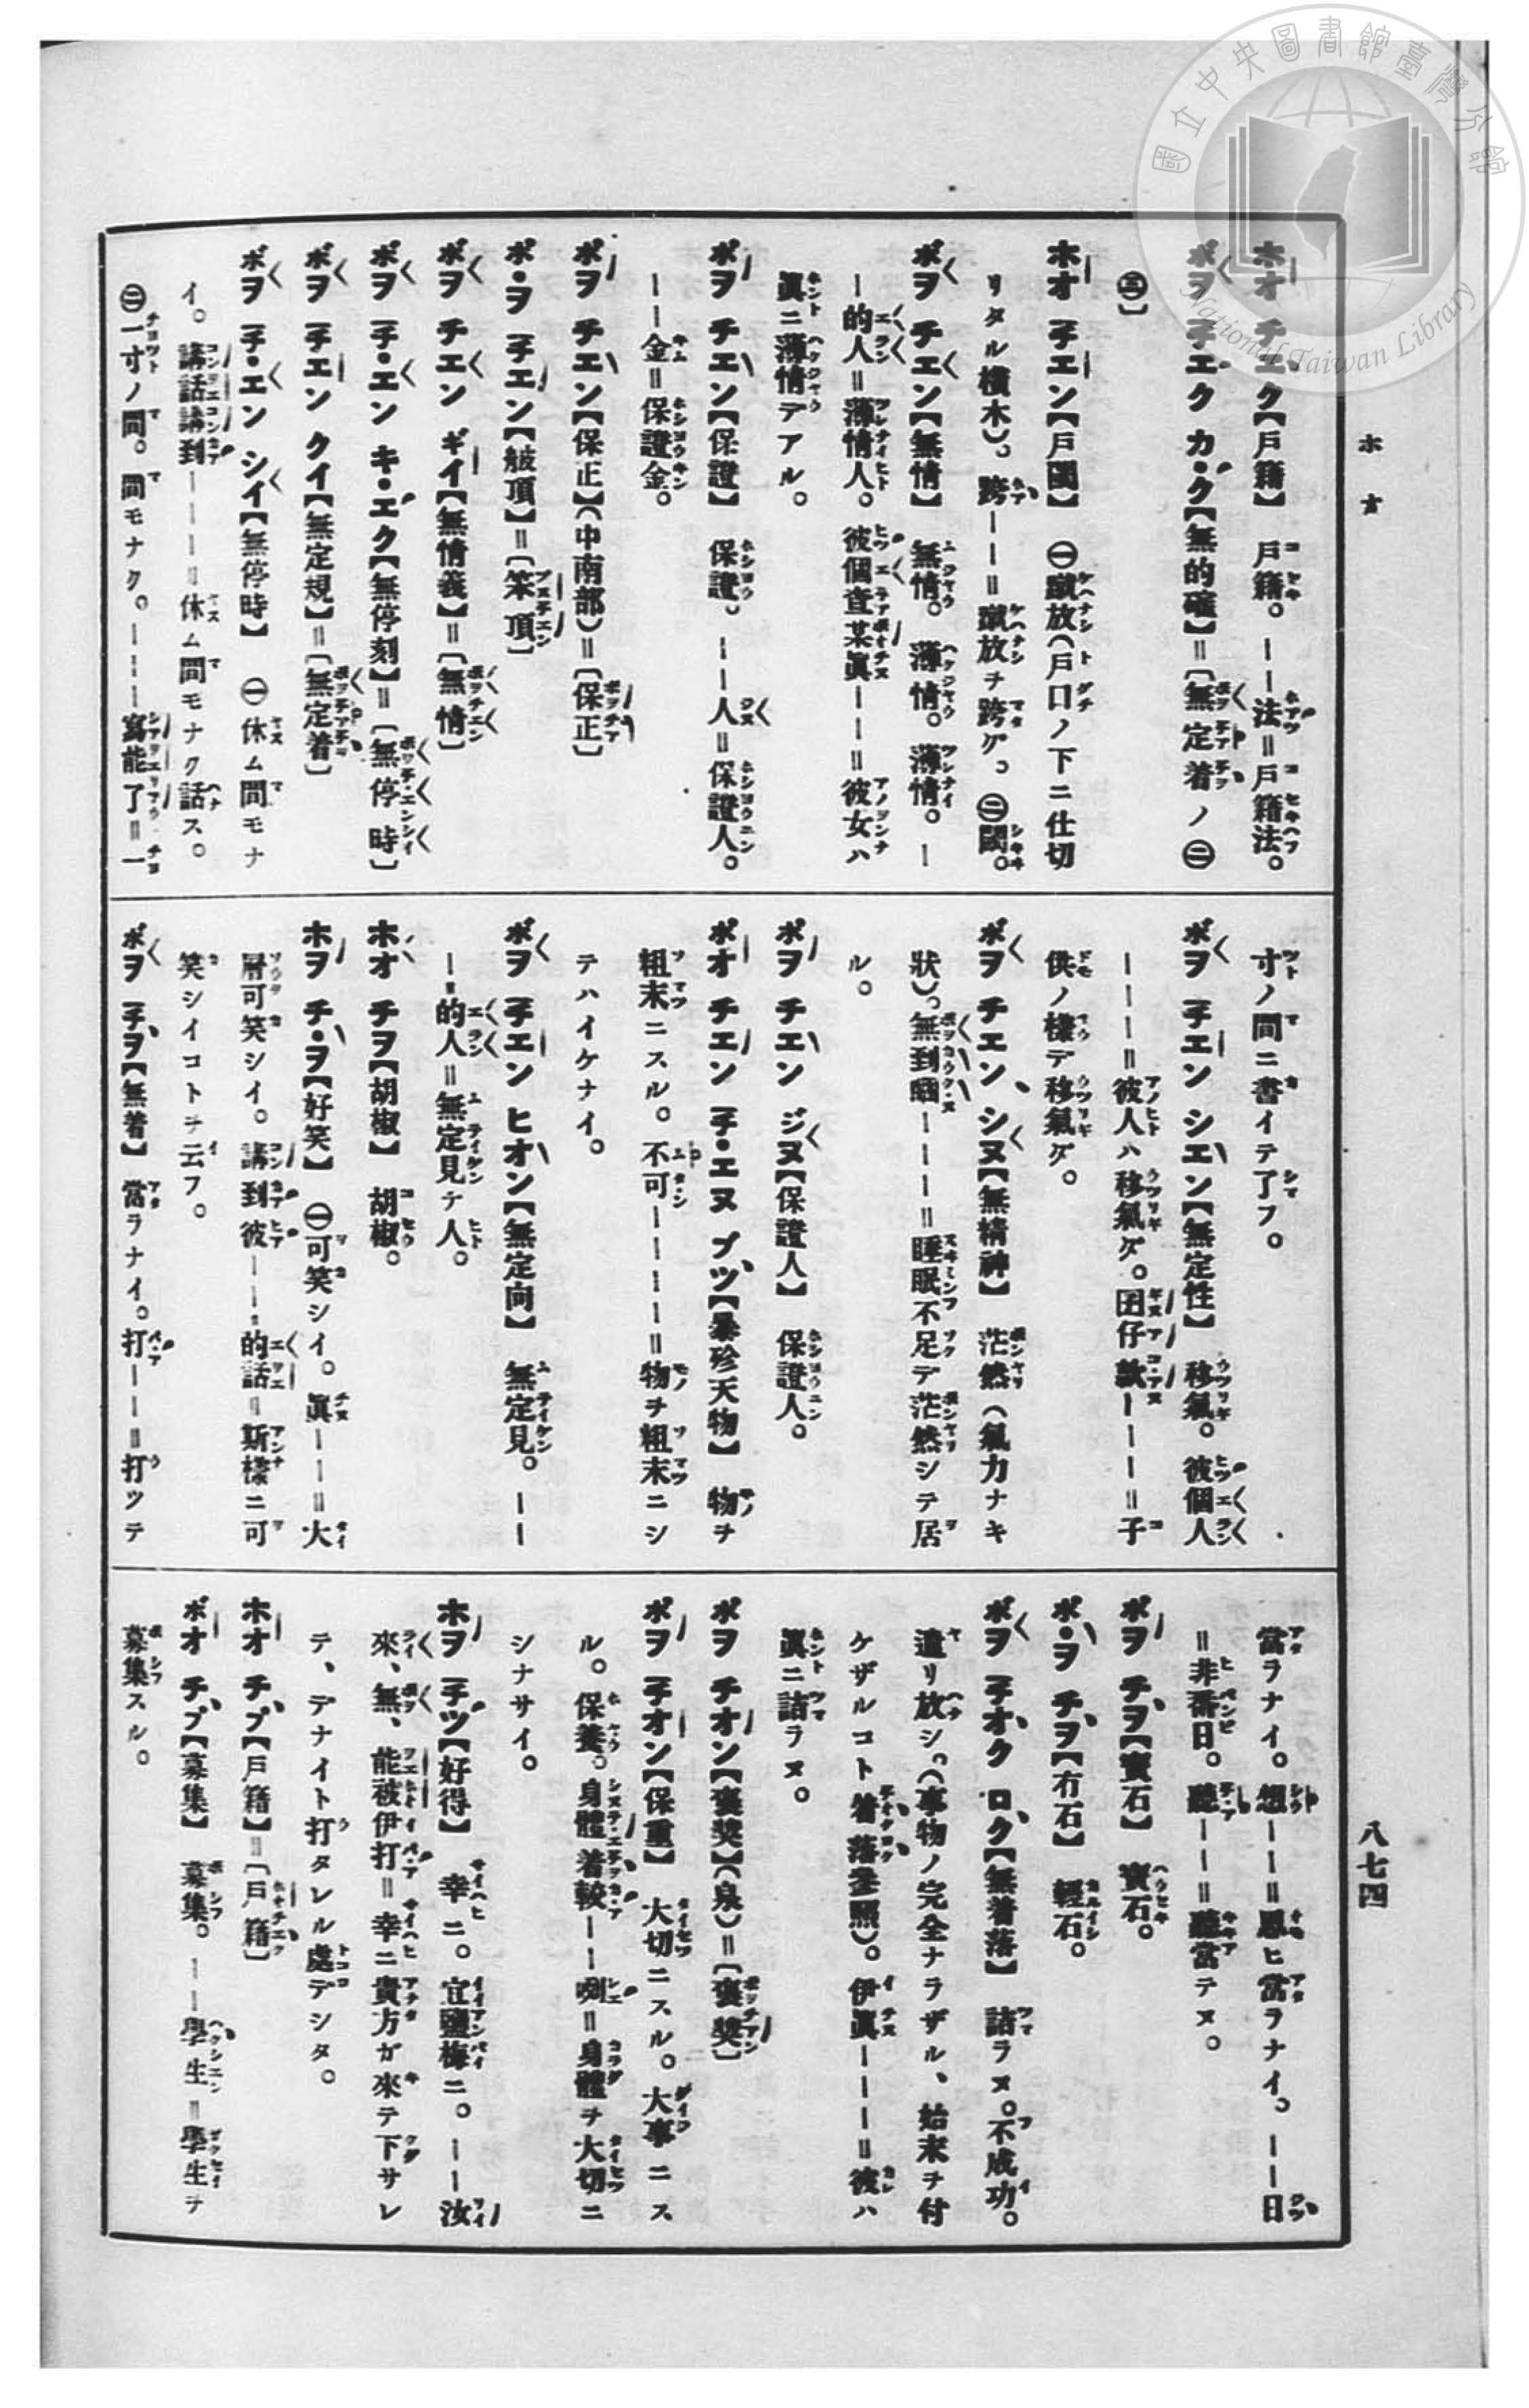 國立中央圖書館臺灣分館
National Taiwan Library
ホオ
八七四
ホオ チエク【戶籍】 戶籍。――法=戶籍法。
ボヲ チエク カ・ク【無的確】=〔無定着ノ㊁
㊂〕
ホオ チエン【戶閾】 ㊀蹴放(戶口ノ下ニ仕切
リタル橫木)。跨――=蹴放ヲ跨グ。㊁閾。
ボヲ チエン【無情】 無情。薄情。薄情。―
―的人=薄情人。彼個查某眞――=彼女ハ
眞ニ薄情デアル。
ポヲ チエン【保證】 保證。――人=保證人。
――金=保證金。
ポヲ チエン【保正】(中南部)=〔保正〕
ポ・ヲ チエン【𩨨頂】=〔笨頂〕
ボヲ チエン ギイ【無情義】=〔無情〕
ボヲ チ・エン キ・エク【無停刻】=〔無停時〕
ボヲ チエン クイ【無定規】=〔無定着〕
ボヲ チ・エン シイ【無停時】 ㊀休ム間モナ
イ。講話講到―――=休ム間モナク話ス。
㊁一寸ノ間。間モナク。―――寫能了=一
寸ノ間ニ書イテ了フ。
ボヲ チエン シエン【無定性】 移氣。彼個人
―――=彼人ハ移氣ダ。囝仔款―――=子
供ノ樣デ移氣ダ。
ボヲ チエン シヌ【無精神】 茫然(氣力ナキ
狀)。無到睏―――=睡眠不足デ茫然シテ居
ル。
ポヲ チエン ジヌ【保證人】 保證人。
ポオ チエン チ・エヌ ブツ【暴殄天物】 物ヲ
粗末ニスル。不可――――=物ヲ粗末ニシ
テハイケナイ。
ボヲ チエン ヒオン【無定向】 無定見。――
―的人=無定見ナ人。
ホオ チヲ【胡椒】 胡椒。
ホヲ チ・ヲ【好笑】 ㊀可笑シイ。眞――=大
層可笑シイ。講到彼――的話=斯樣ニ可
笑シイコトヲ云フ。
ボヲ チヲ【無着】 當ラナイ。打――=打ツテ
當ラナイ。想――=思ヒ當ラナイ。――日
=非番日。聽――=聽當テヌ。
ポヲ チヲ【寶石】 寶石。
ポ・ヲ チヲ【冇石】 輕石。
ボヲ チオク ロク【無着落】 詰ラヌ。不成功。
遣リ放シ。(事物ノ完全ナラザル、始末ヲ付
ケザルコト着落參照)。伊眞―――=彼ハ
眞ニ詰ラヌ。
ポヲ チオン【褒奬】(泉)=〔褒奬〕
ポヲ チオン【保重】 大切ニスル。大事ニス
ル。保養。身體着較――咧=身體ヲ大切ニ
シナサイ。
ホヲ チツ【好得】 幸ニ。宜鹽梅ニ。――汝
來、無、能被伊打=幸ニ貴方ガ來テ下サレ
テ、デナイト打タレル處デシタ。
ホオ チプ【戶籍】=〔戶籍〕
ボオ チプ【募集】 募集。――學生=學生ヲ
募集スル。